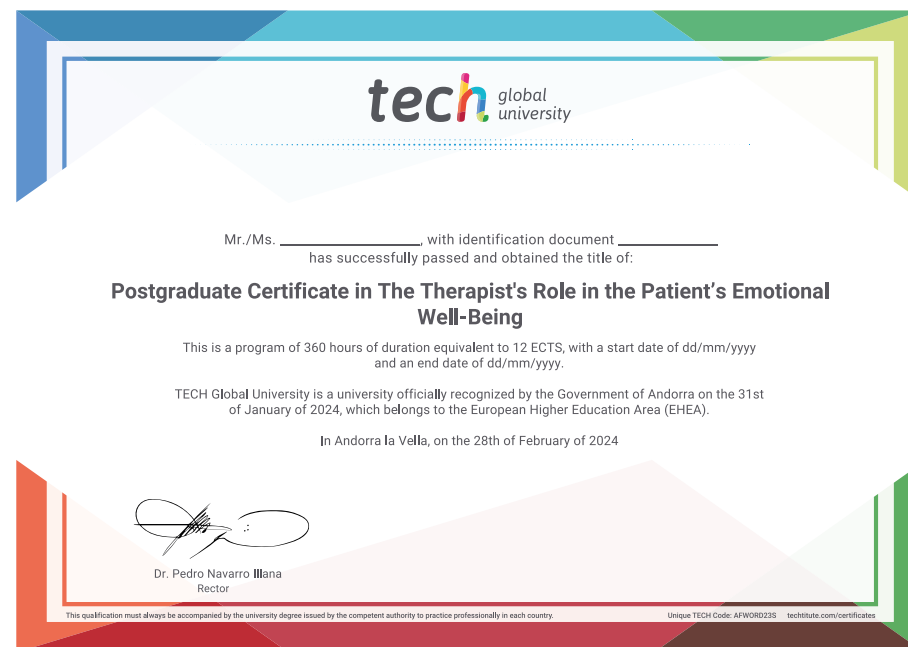 tech global
university
Mr./Ms. ____________________, with identification document ______________
has successfully passed and obtained the title of:
Postgraduate Certificate in The Therapist's Role in the Patient’s Emotional
Well-Being
This is a program of 360 hours of duration equivalent to 12 ECTS, with a start date of dd/mm/yyyy
and an end date of dd/mm/yyyy.
TECH Global University is a university officially recognized by the Government of Andorra on the 31st
of January of 2024, which belongs to the European Higher Education Area (EHEA).
In Andorra la Vella, on the 28th of February of 2024
Dr. Pedro Navarro Illana
Rector
This qualification must always be accompanied by the university degree issued by the competent authority to practice professionally in each country.
Unique TECH Code: AFWORD23S techtitute.com/certificates